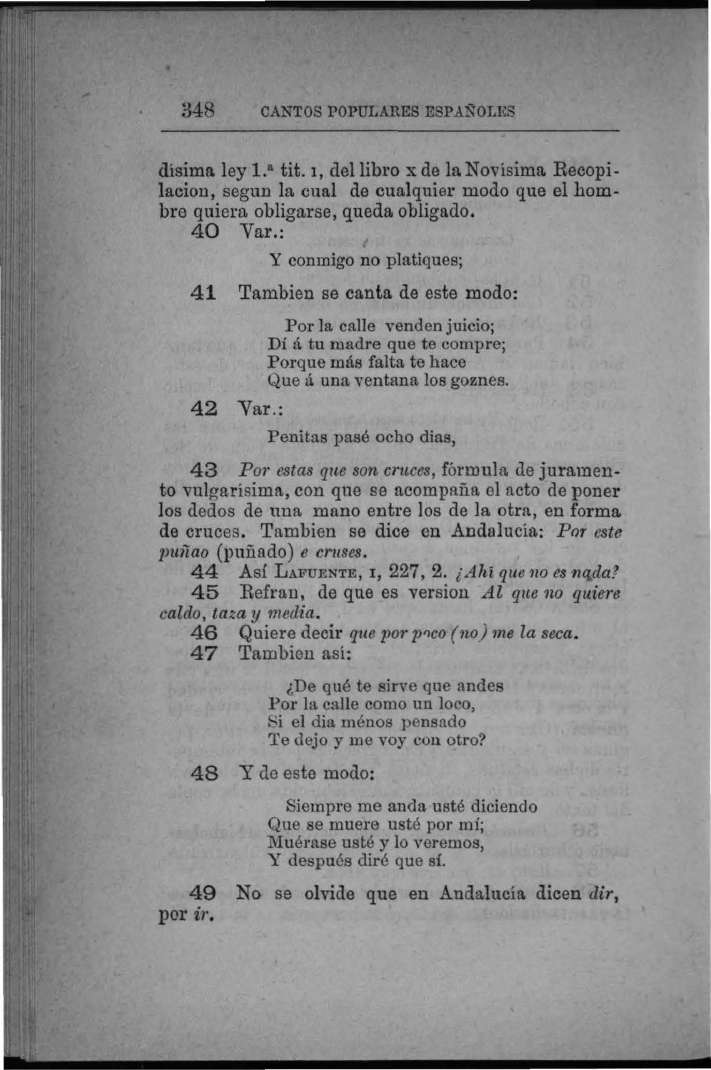 348 CANTOS POPULARES ESPAÑOLES
dísima ley 1.ª tit. I, del libro X de la Novísima Recopi-
lacion, segun la cual de cualquier modo que el hom-
bre quiera obligarse, queda obligado.
40 Var.:
Y conmigo no platiques;
41 Tambien se canta de este modo:
Por la calle venden juicio;
Dí á tu madre que te compre;
Porque más falta te hace
Que á una ventana los goznes.
42 Var.:
Penitas pasé ocho dias,
43 Por estas que son cruces, fórmula de juramen-
to vulgarísima, con que se acompaña el acto de poner
los dedos de una mano entre los de la otra, en forma
de cruces. Tambien se dice en Andalucía: Por este
puñao (puñado) e cruses.
44 Así LAFUENTE, I, 227, 2. ¡Ahí que no es nada?
45 Refran, de que es version Al que no quiere
caldo, taza y media.
46 Quiere decir que por poco (no) me la seca.
47 Tambien así:
¿De qué te sirve que andes
Por la calle como un loco,
Si el dia ménos pensado
Te dejo y me voy con otro?
48 Y de este modo:
Siempre me anda usté diciendo
Que se muere usté por mí;
Muérase usté y lo veremos,
Y después diré que sí.
49 No se olvide que en Andalucía dicen dir,
por ir.